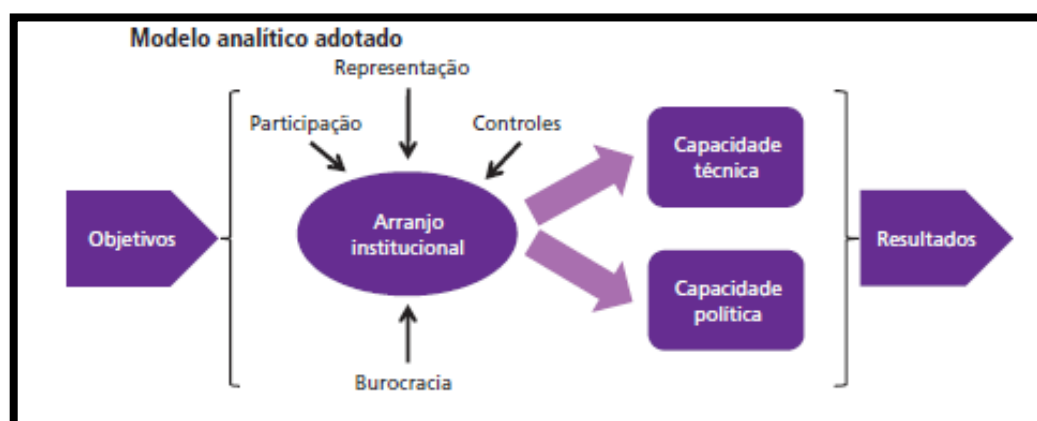 Modelo analítico adotado
Representação
Participação
Controles
Capacidade
técnica
Objetivos
Arranjo
institucional
Resultados
Capacidade
política
Burocracia